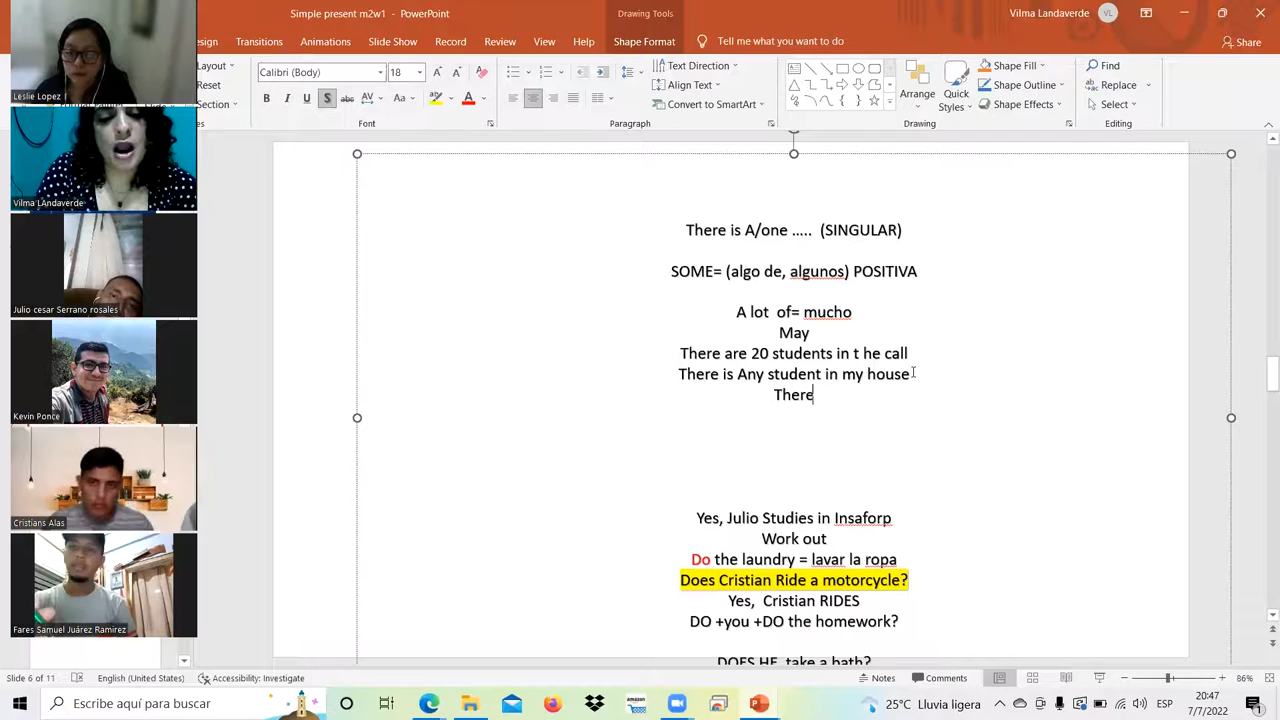 Simple present m2w1 - PowerPoint
Drawing Tools
Vilma Landaverde
VL
esign
Transitions
Animations
Slide Show
Record
Review
View
Help
Shape Format
Tell me what you want to do
Share
Layout
Reset
Section
Calibri (Body)
18
Font
Text Direction
Align Text
Convert to SmartArt
Paragraph
Arrange
Quick
Styles
Shape Fill
Shape Outline
Shape Effects
Drawing
Find
Replace
Select
Editing
Leslie Lopez
Vilma LAndaverde
Julio cesar Serrano rosales
Kevin Ponce
Cristians Alas
Fares Samuel Juárez Ramirez
There is A/one ..... (SINGULAR)
SOME= (algo de, algunos) POSITIVA
A lot of= mucho
May
There are 20 students in t he call
There is Any student in my house
There
Yes, Julio Studies in Insaforp
Work out
Do the laundry = lavar la ropa
Does Cristian Ride a motorcycle?
Yes, Cristian RIDES
DO +you +DO the homework?
DOES HE take a bath?
Slide 6 of 11
English (United States)
Accessibility: Investigate
Notes
Comments
86%
Escribe aquí para buscar
amazon
25°C Lluvia ligera
ESP
20:47
7/7/2022
1